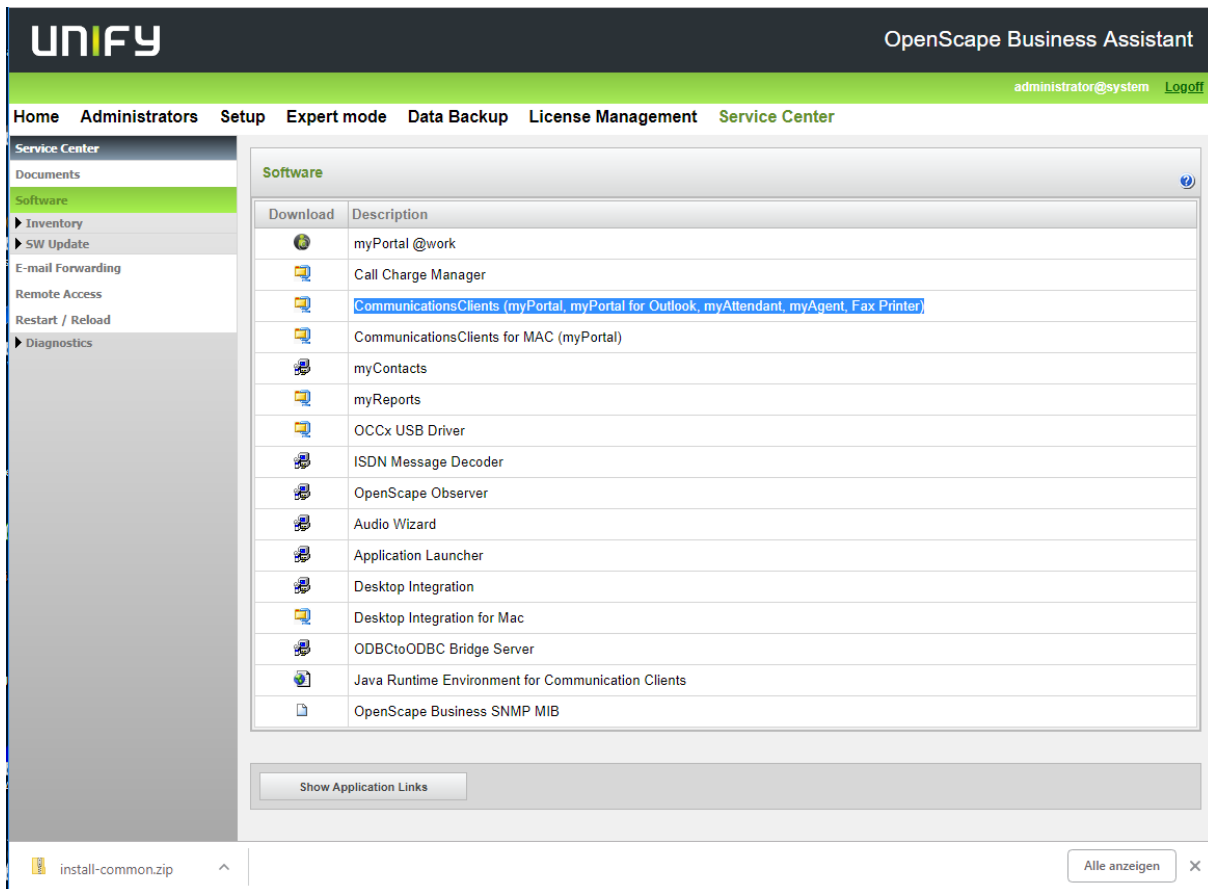 UNIFY
OpenScape Business Assistant
administrator@system Logoff
Home Administrators Setup Expert mode Data Backup License Management Service Center
Service Center
Documents
Software
Inventory
SW Update
E-mail Forwarding
Remote Access
Restart / Reload
Diagnostics
Software
Download Description
myPortal @work
Call Charge Manager
CommunicationsClients (myPortal, myPortal for Outlook, myAttendant, myAgent, Fax Printer)
CommunicationsClients for MAC (myPortal)
myContacts
myReports
OCCx USB Driver
ISDN Message Decoder
OpenScape Observer
Audio Wizard
Application Launcher
Desktop Integration
Desktop Integration for Mac
ODBCtoODBC Bridge Server
Java Runtime Environment for Communication Clients
OpenScape Business SNMP MIB
Show Application Links
install-common.zip
Alle anzeigen